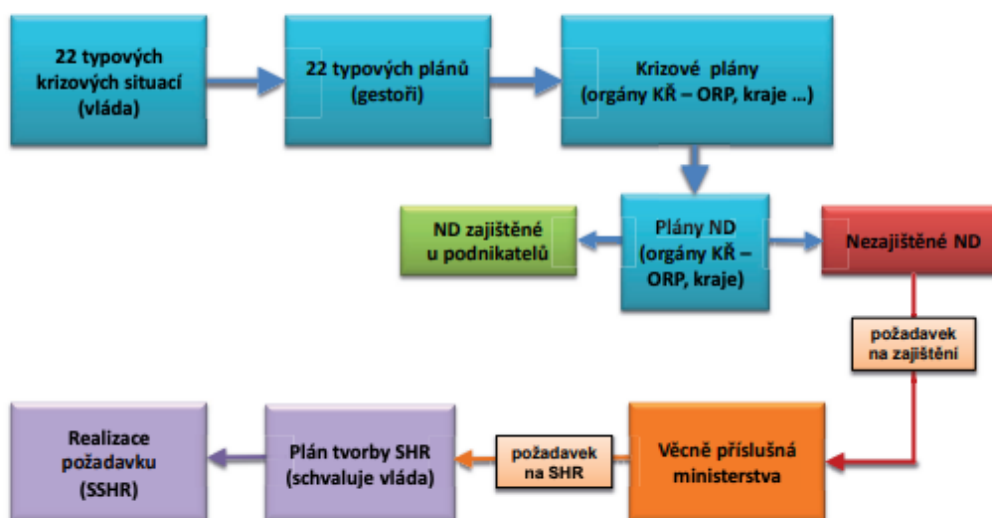 22 typových
krizových situací
(vláda)
22 typových plánů
(gestoři)
Krizové plány
(orgány KŘ – ORP, kraje ...)
ND zajištěné
u podnikatelů
Plány ND
(orgány KŘ –
ORP, kraje)
Nezajištěné ND
požadavek
na zajištění
Realizace
požadavku
(SSHR)
Plán tvorby SHR
(schvaluje vláda)
požadavek
na SHR
Věcně příslušná
ministerstva